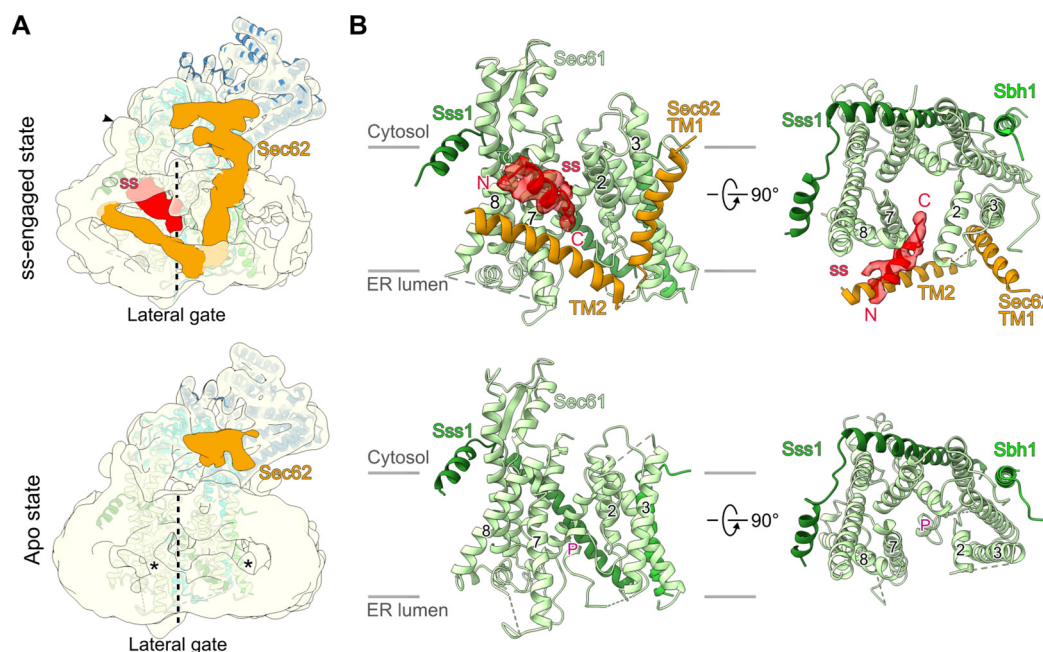 A
ss-engaged state
Sec62
ss
Lateral gate
Apo state
Sec62
*
*
Lateral gate
B
Sec61
Sss1
Cytosol
Sec62
TM1
3
ss
2
N
8
7
C
ER lumen
TM2
90°
Sss1
Sbh1
C
7
8
2
3
ss
TM2
N
Sec62
TM1
Sec61
Sss1
Cytosol
2
3
8
7
P
ER lumen
90°
Sss1
Sbh1
P
7
8
2
3